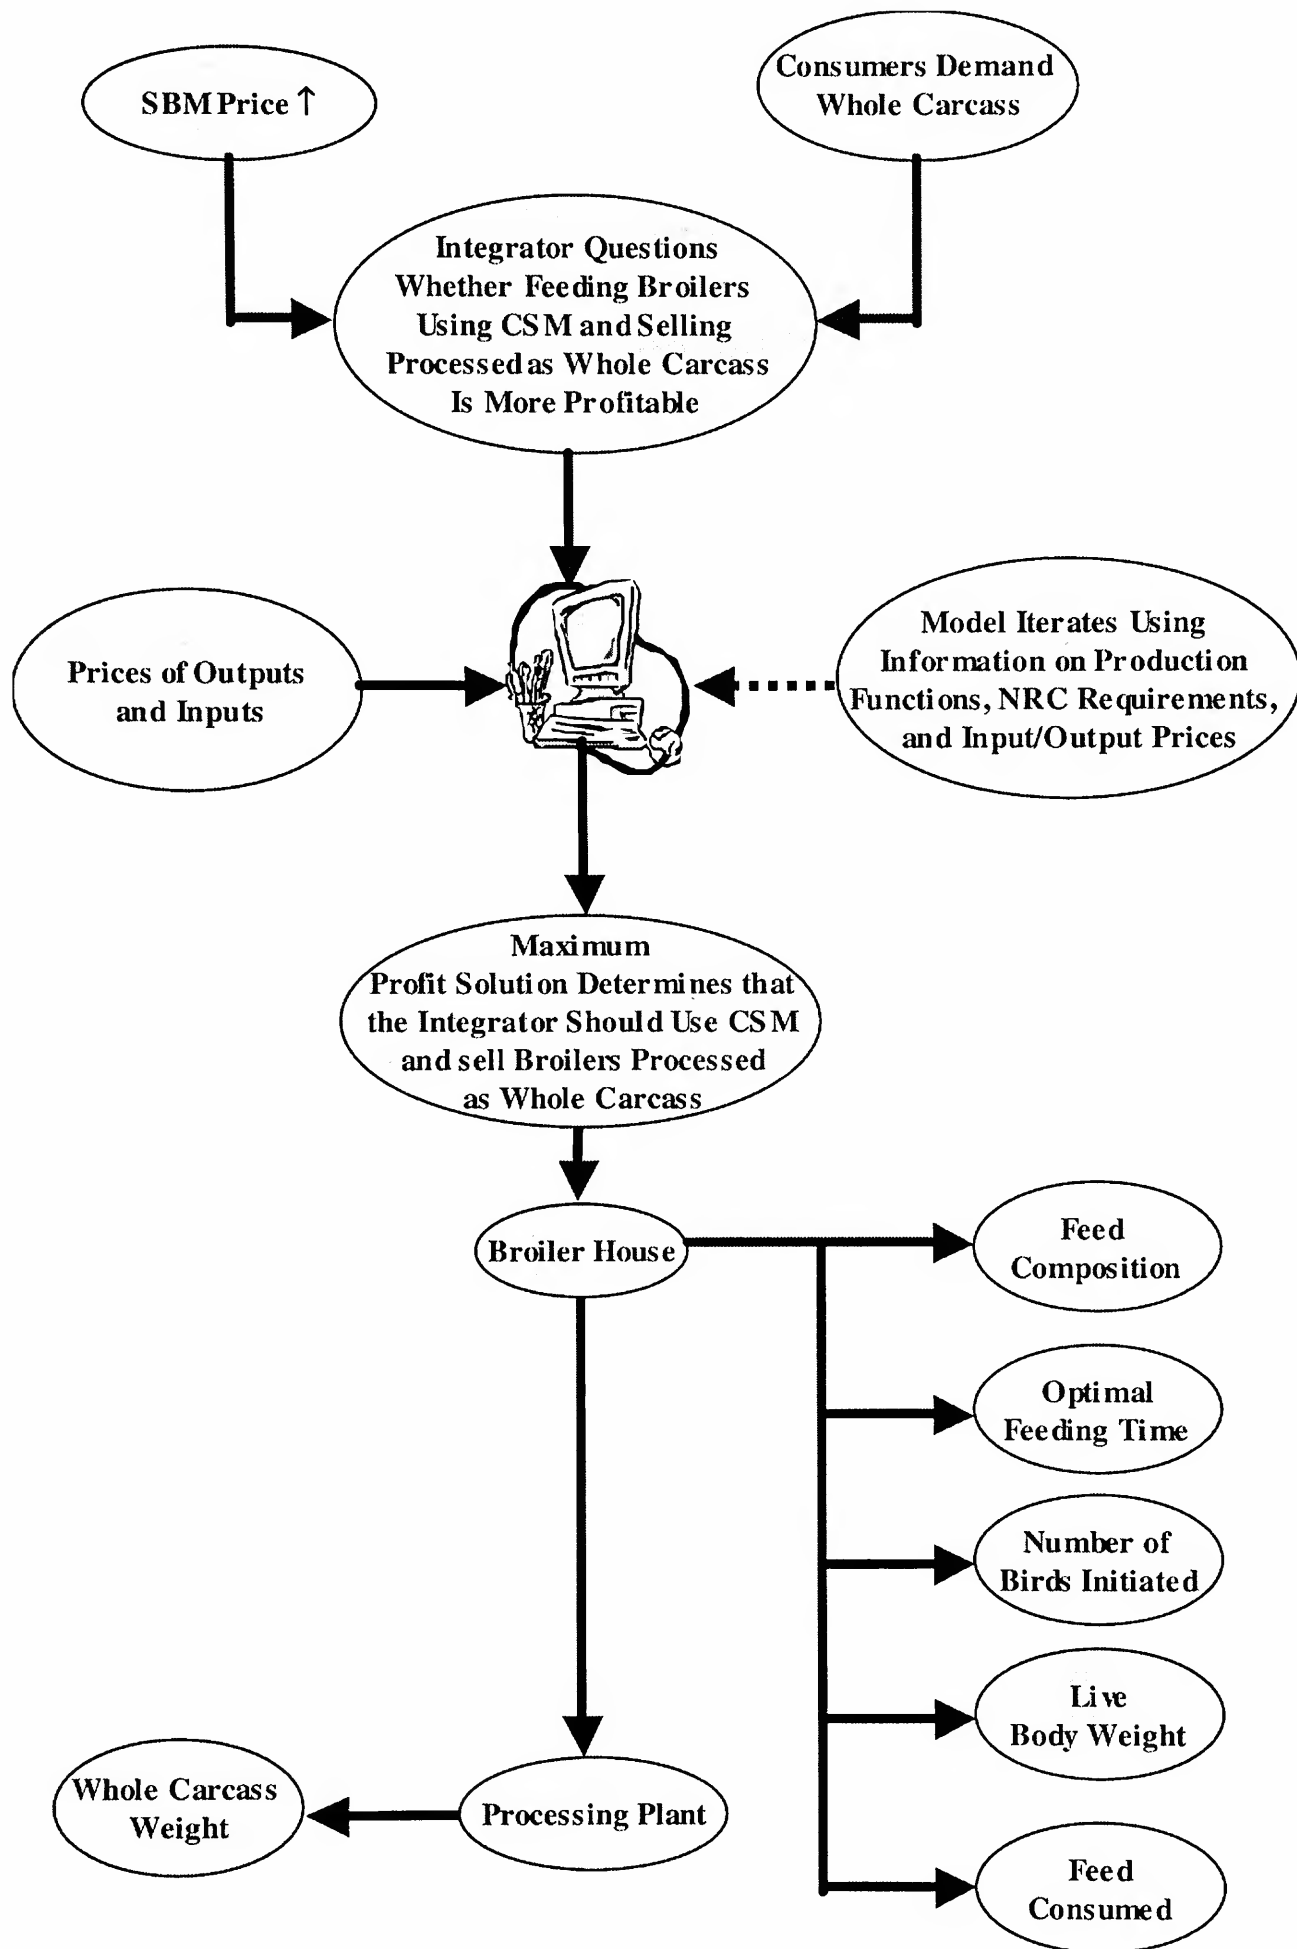 SBM Price ↑
Consumers Demand
Whole Carcass
Integrator Questions
Whether Feeding Broilers
Using CSM and Selling
Processed as Whole Carcass
Is More Profitable
Prices of Outputs
and Inputs
Model Iterates Using
Information on Production
Functions, NRC Requirements,
and Input/Output Prices
Maximum
Profit Solution Determines that
the Integrator Should Use CSM
and sell Broilers Processed
as Whole Carcass
Broiler House
Feed
Composition
Optimal
Feeding Time
Number of
Birds Initiated
Live
Body Weight
Whole Carcass
Weight
Processing Plant
Feed
Consumed